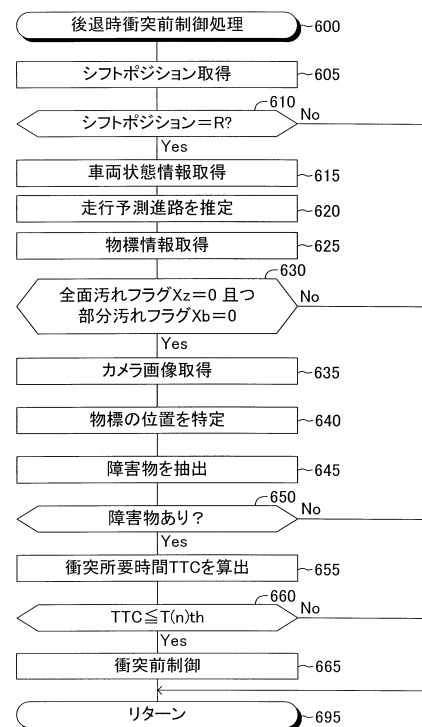 後退時衝突前制御処理 600
シフトポジション取得 605
610
シフトポジション＝R? No
Yes
車両状態情報取得 615
走行予測進路を推定 620
物標情報取得 625
630
全面汚れフラグXz＝0 且つ No
部分汚れフラグXb＝0
Yes
カメラ画像取得 635
物標の位置を特定 640
障害物を抽出 645
650
障害物あり？ No
Yes
衝突所要時間TTCを算出 655
660
TTC≦T(n)th No
Yes
衝突前制御 665
リターン 695